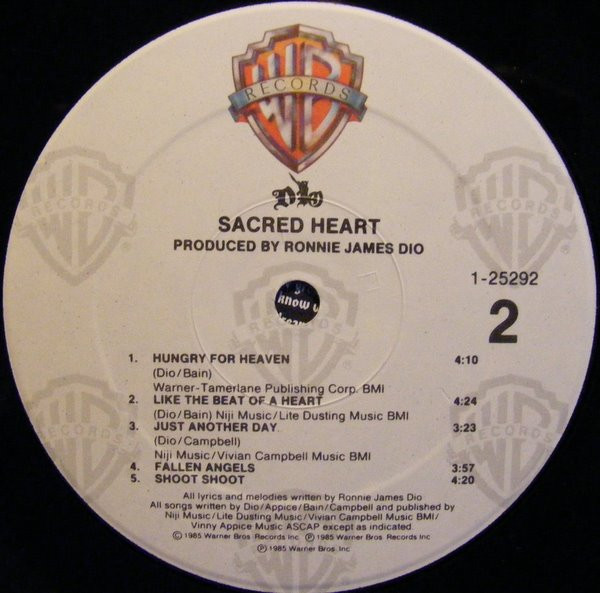 WB
RECORDS
DIO
SACRED HEART
PRODUCED BY RONNIE JAMES DIO
1-25292
2
know
1. HUNGRY FOR HEAVEN 4:10
(Dio/Bain)
Warner-Tamerlane Publishing Corp. BMI
2. LIKE THE BEAT OF A HEART 4:24
(Dio/Bain) Niji Music/Lite Dusting Music BMI
3. JUST ANOTHER DAY 3:23
(Dio/Campbell)
Niji Music/Vivian Campbell Music BMI
4. FALLEN ANGELS 3:57
5. SHOOT SHOOT 4:20
All lyrics and melodies written by Ronnie James Dio
All songs written by Dio/Appice/Bain/Campbell and published by
Niji Music/Lite Dusting Music/Vivian Campbell Music BMI/
Vinny Appice Music ASCAP except as indicated.
©1985 Warner Bros. Records Inc. ℗1985 Warner Bros. Records Inc.
℗1985 Warner Bros. Inc.